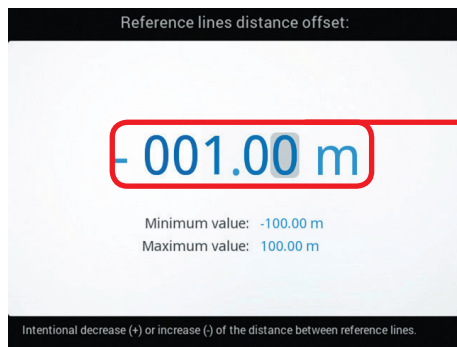 Reference lines distance offset:
- 001.00 m
Minimum value: -100.00 m
Maximum value: 100.00 m
Intentional decrease (+) or increase (-) of the distance between reference lines.